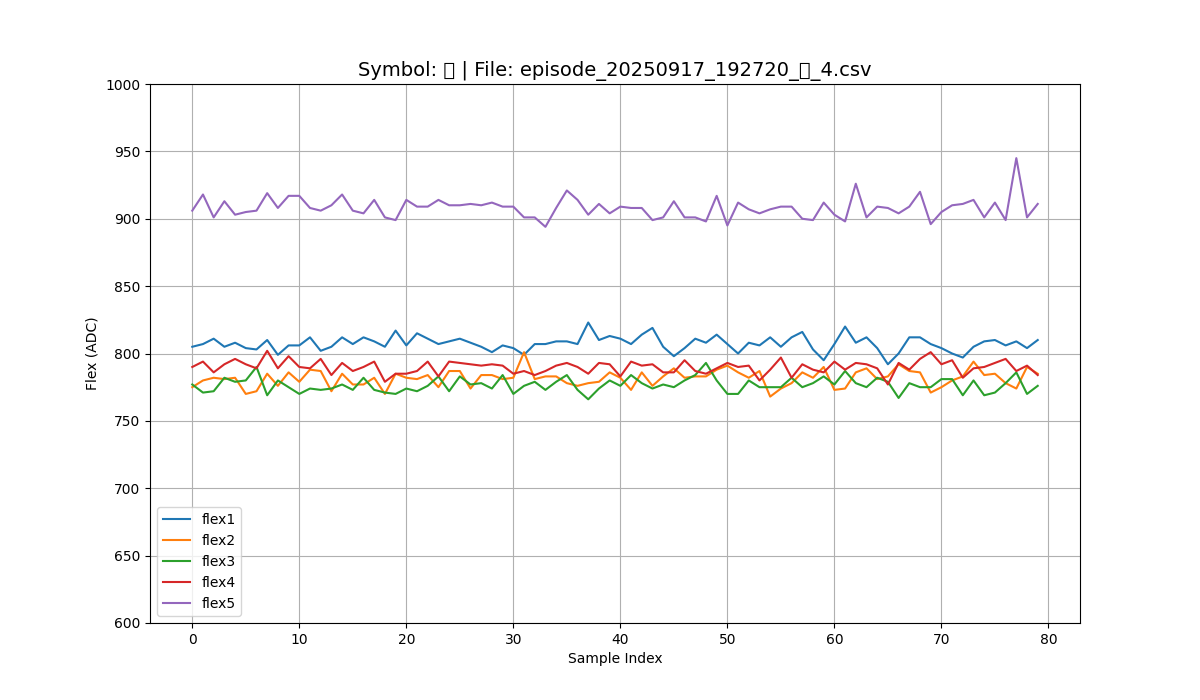 Symbol: | File: episode_20250917_192720_ _4.csv
1000
950
900
850
800
750
700
650
600
Flex (ADC)
flex1
flex2
flex3
flex4
flex5
0 10 20 30 40 50 60 70 80
Sample Index